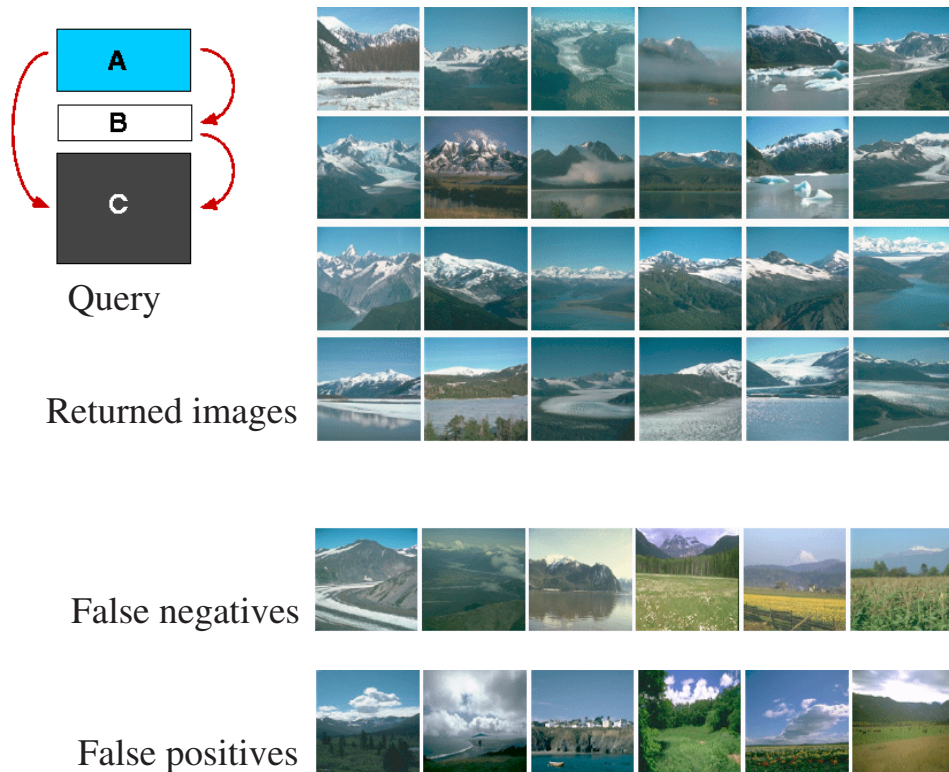 A
B
C
Query
Returned images
False negatives
False positives